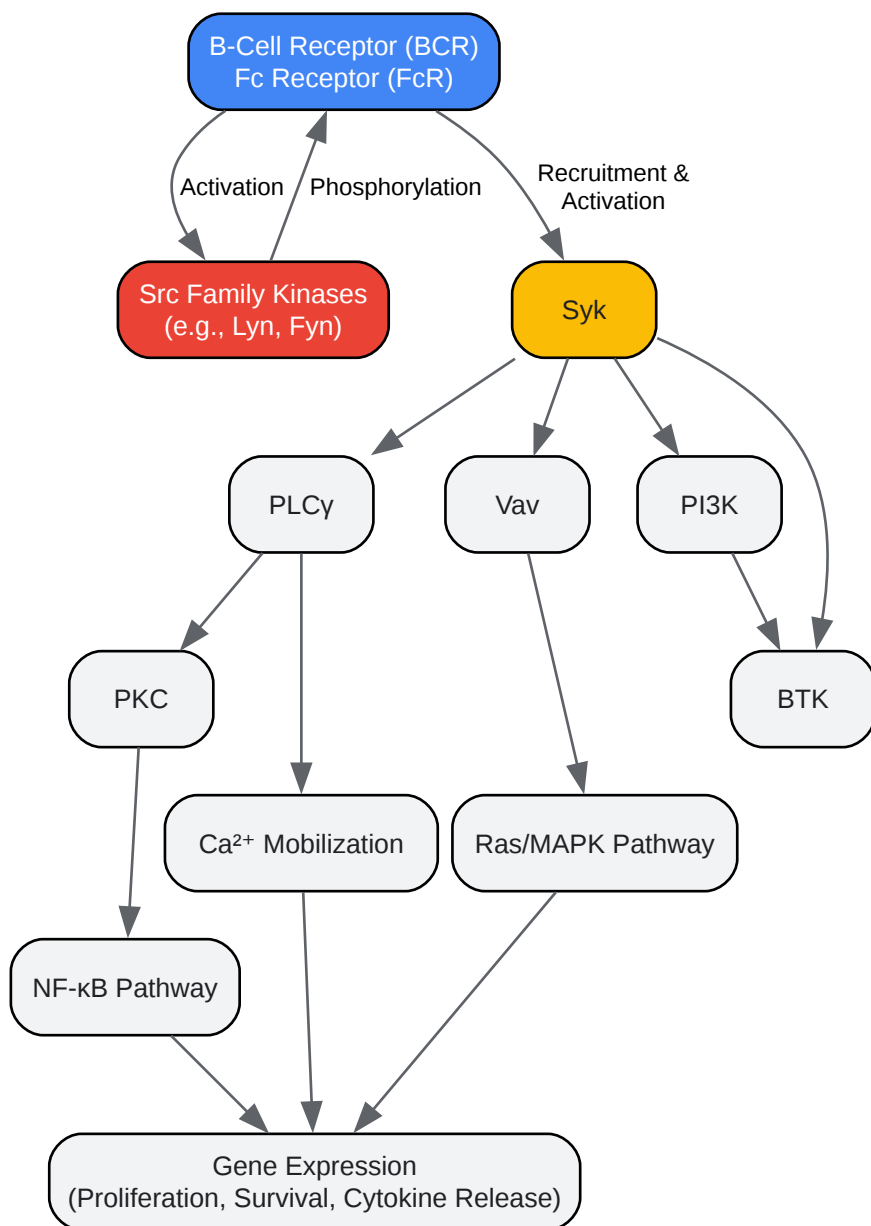 B-Cell Receptor (BCR)
Fc Receptor (FcR)
Activation
Phosphorylation
Recruitment &
Activation
Src Family Kinases
(e.g., Lyn, Fyn)
Syk
PLCγ
Vav
PI3K
PKC
BTK
Ca²⁺ Mobilization
Ras/MAPK Pathway
NF-κB Pathway
Gene Expression
(Proliferation, Survival, Cytokine Release)